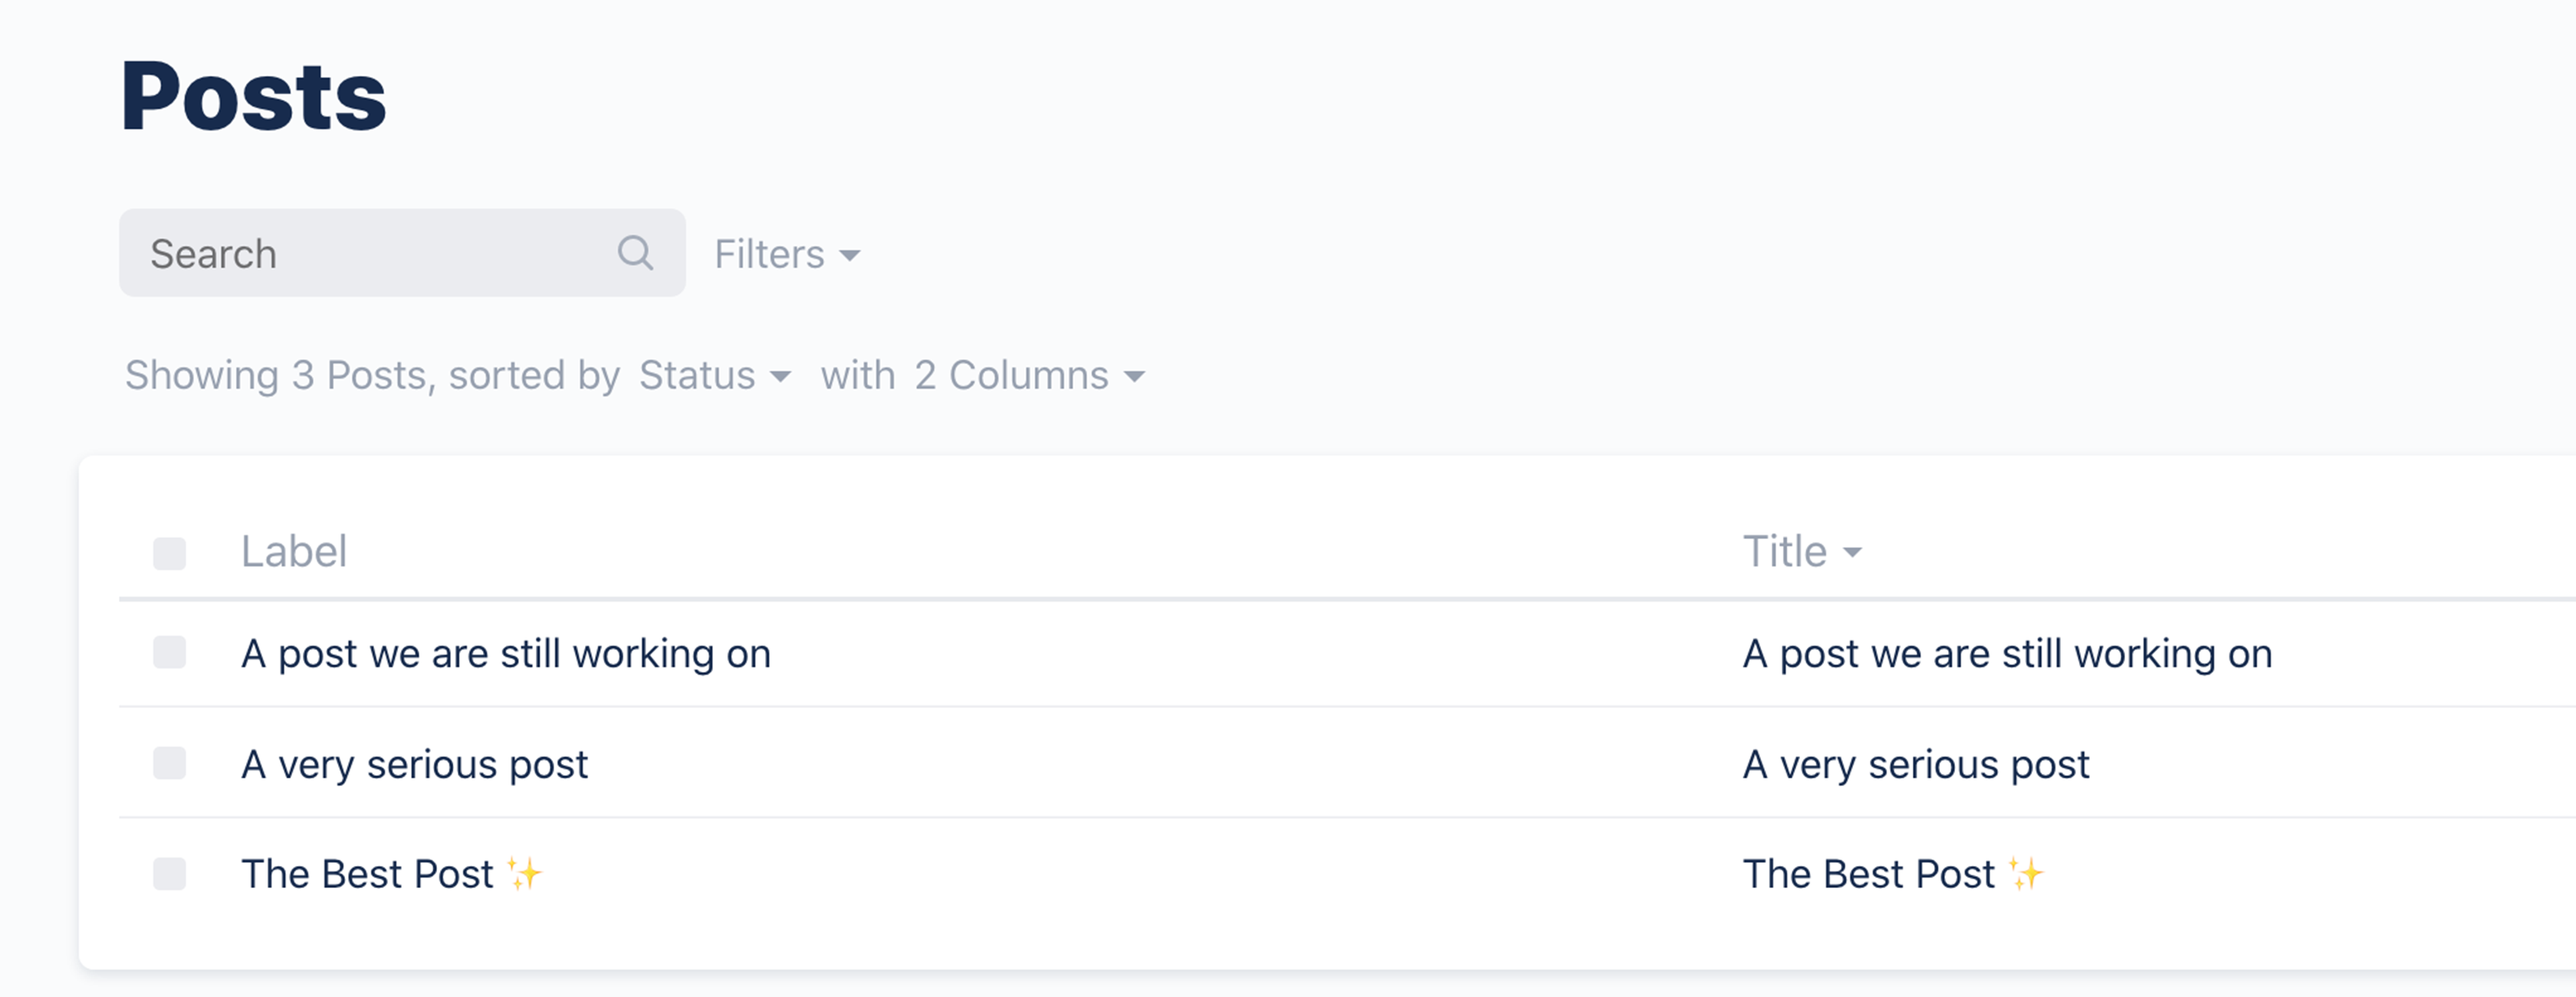 Posts
Search Filters
Showing 3 Posts, sorted by Status with 2 Columns
Label Title
A post we are still working on A post we are still working on
A very serious post A very serious post
The Best Post ✨ The Best Post ✨